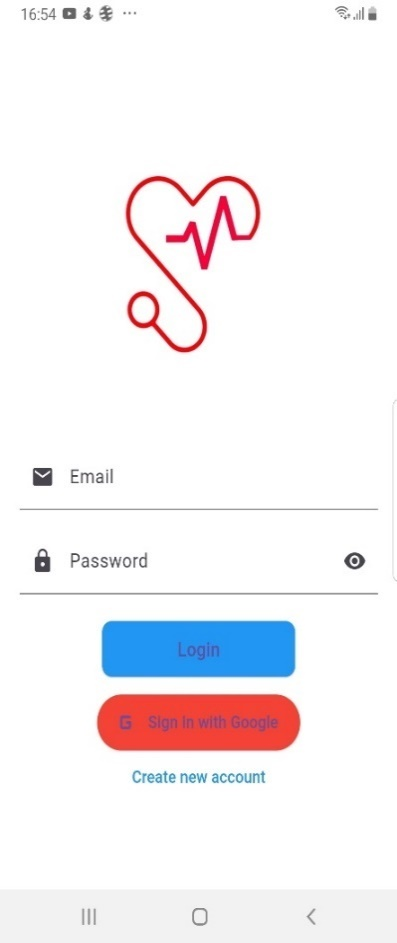 16:54
Email
Password
Login
G Sign In with Google
Create new account